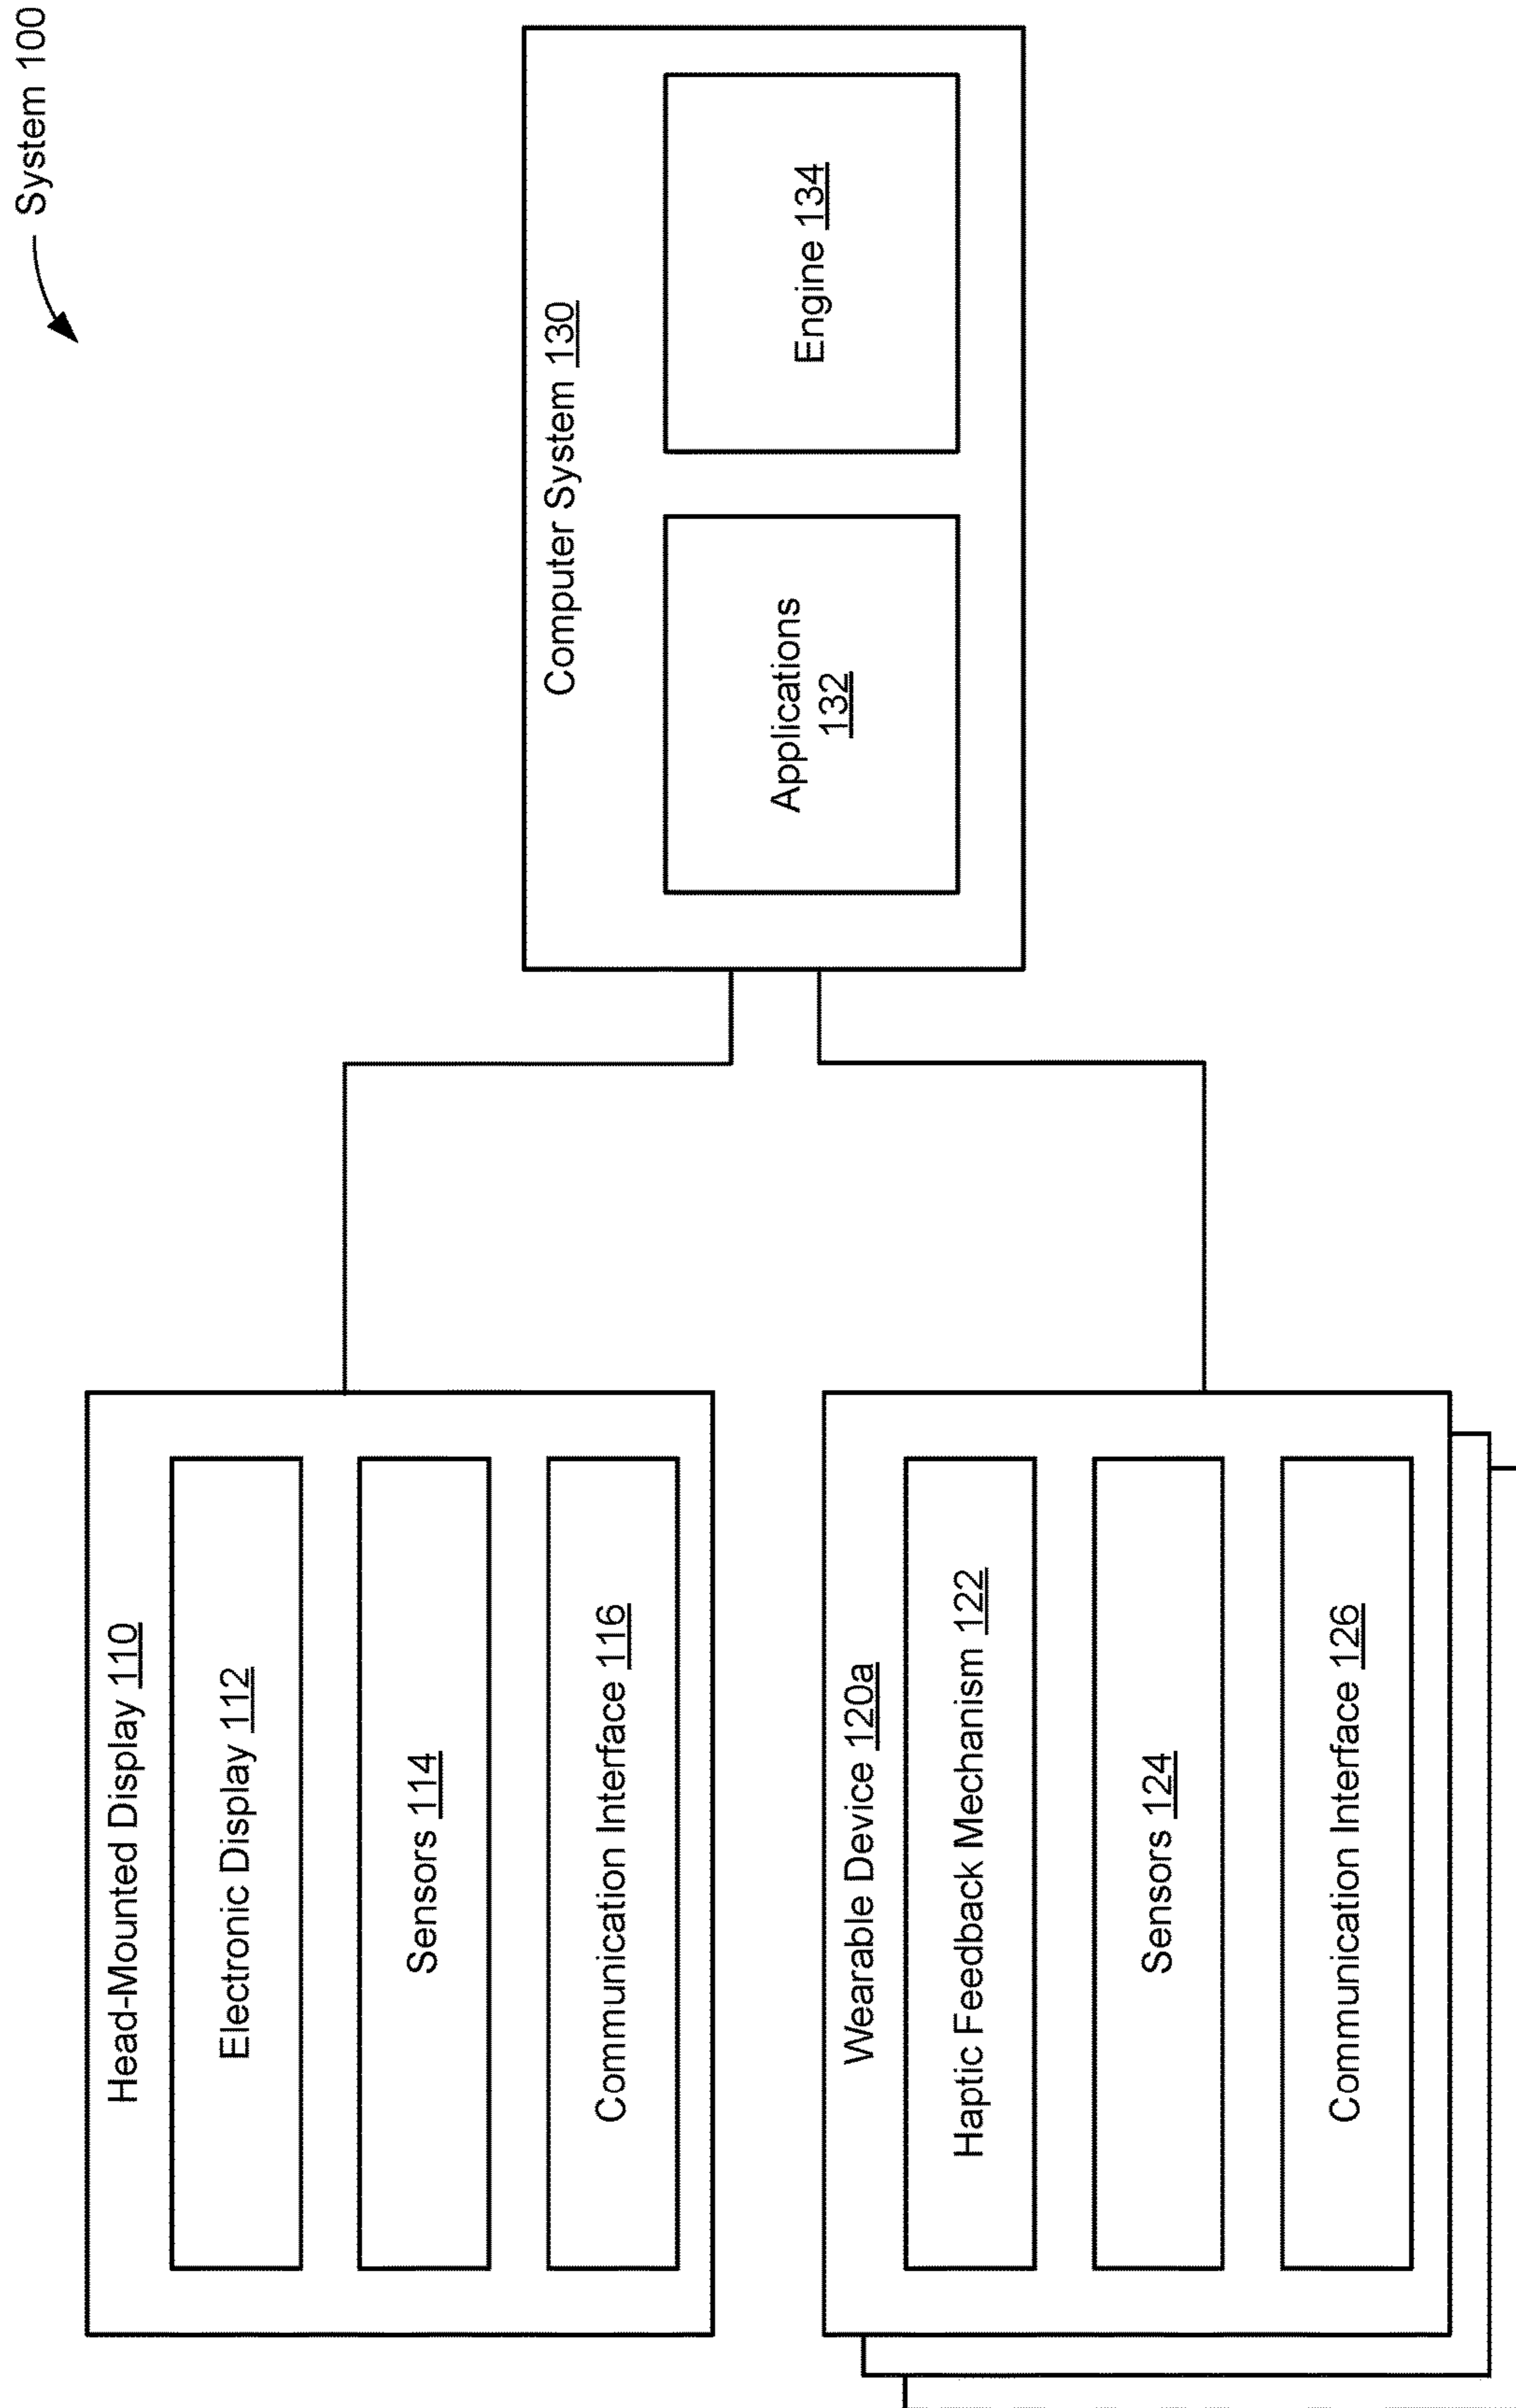 System 100
Head-Mounted Display 110
Electronic Display 112
Sensors 114
Communication Interface 116
Computer System 130
Applications
132
Engine 134
Wearable Device 120a
Haptic Feedback Mechanism 122
Sensors 124
Communication Interface 126